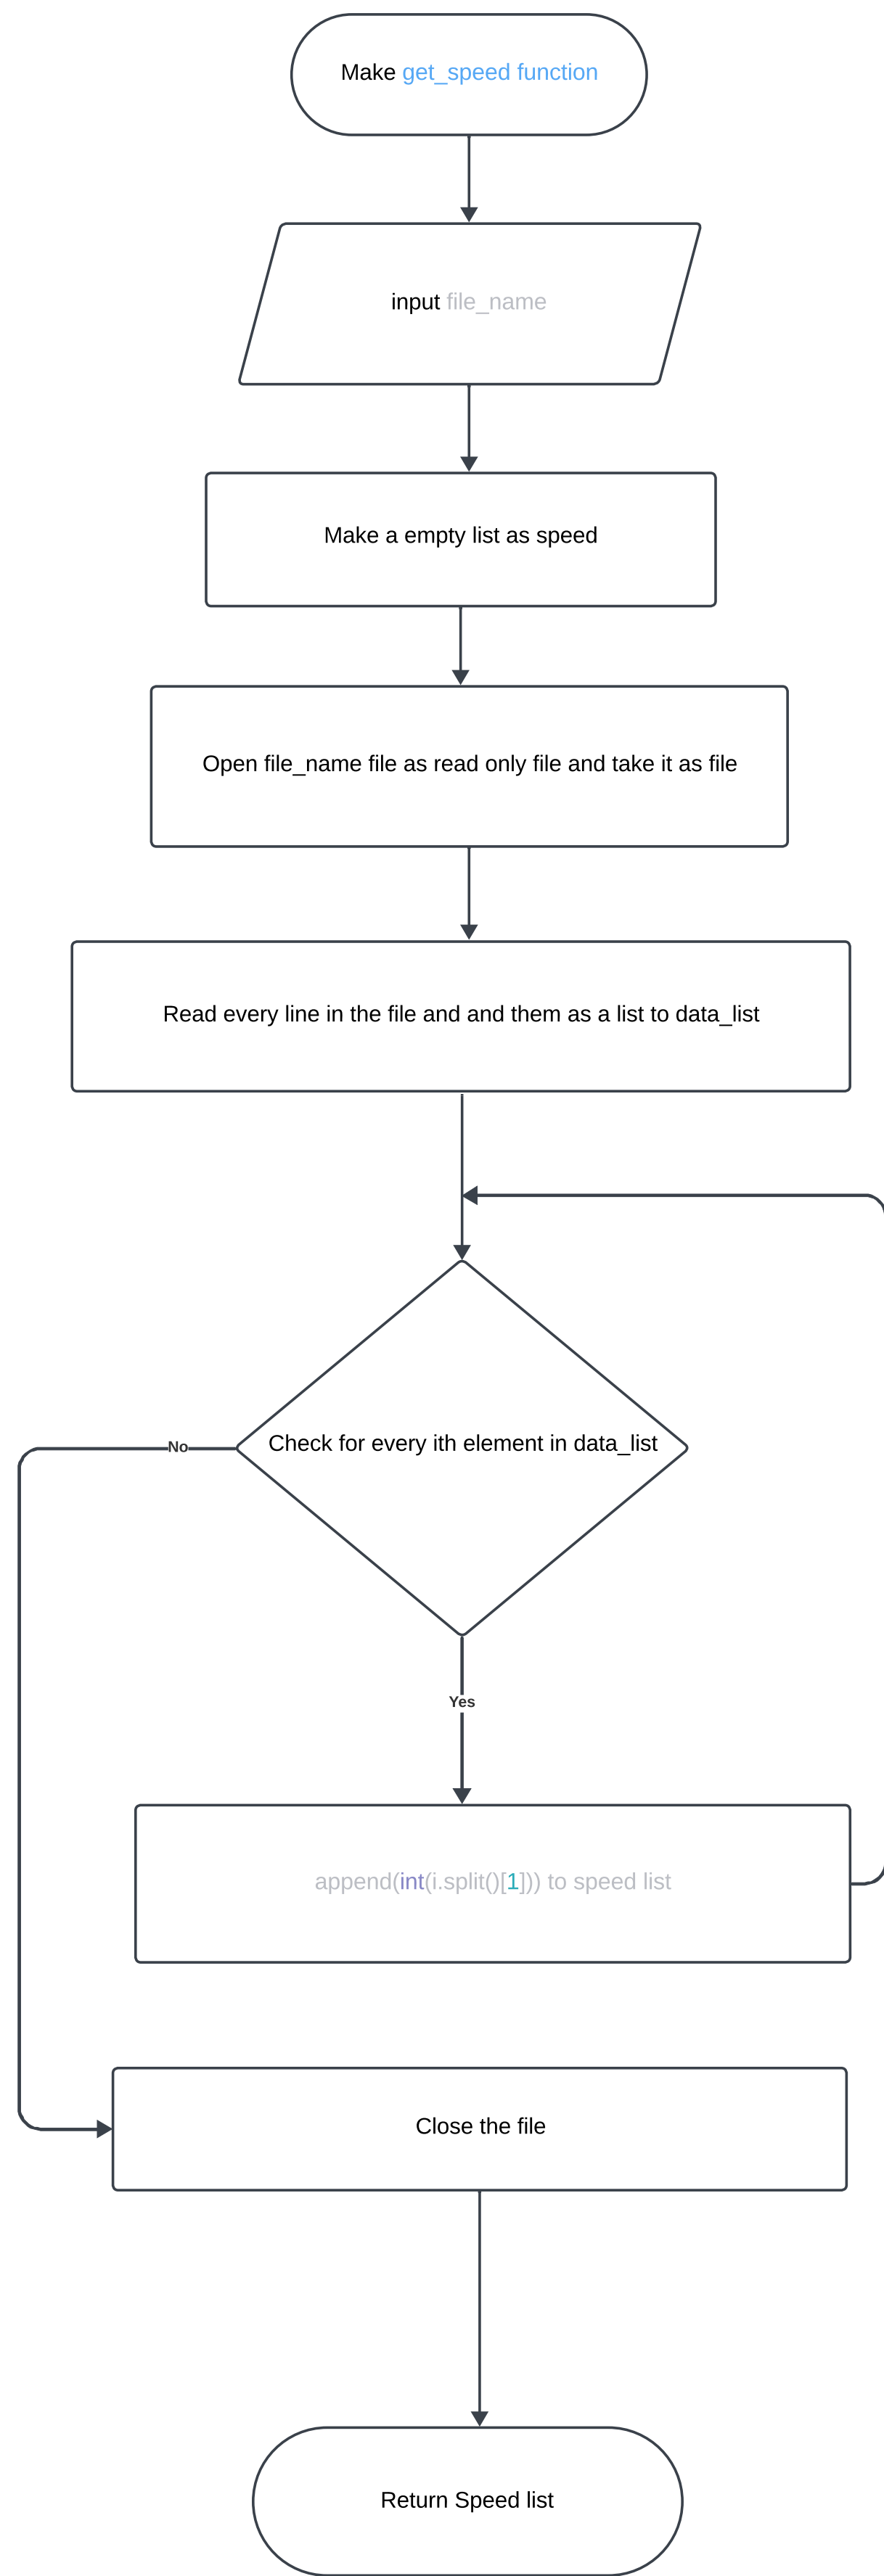 Make get_speed function
input file_name
Make a empty list as speed
Open file_name file as read only file and take it as file
Read every line in the file and and them as a list to data_list
Check for every ith element in data_list
No
Yes
append(int(i.split()[1])) to speed list
Close the file
Return Speed list